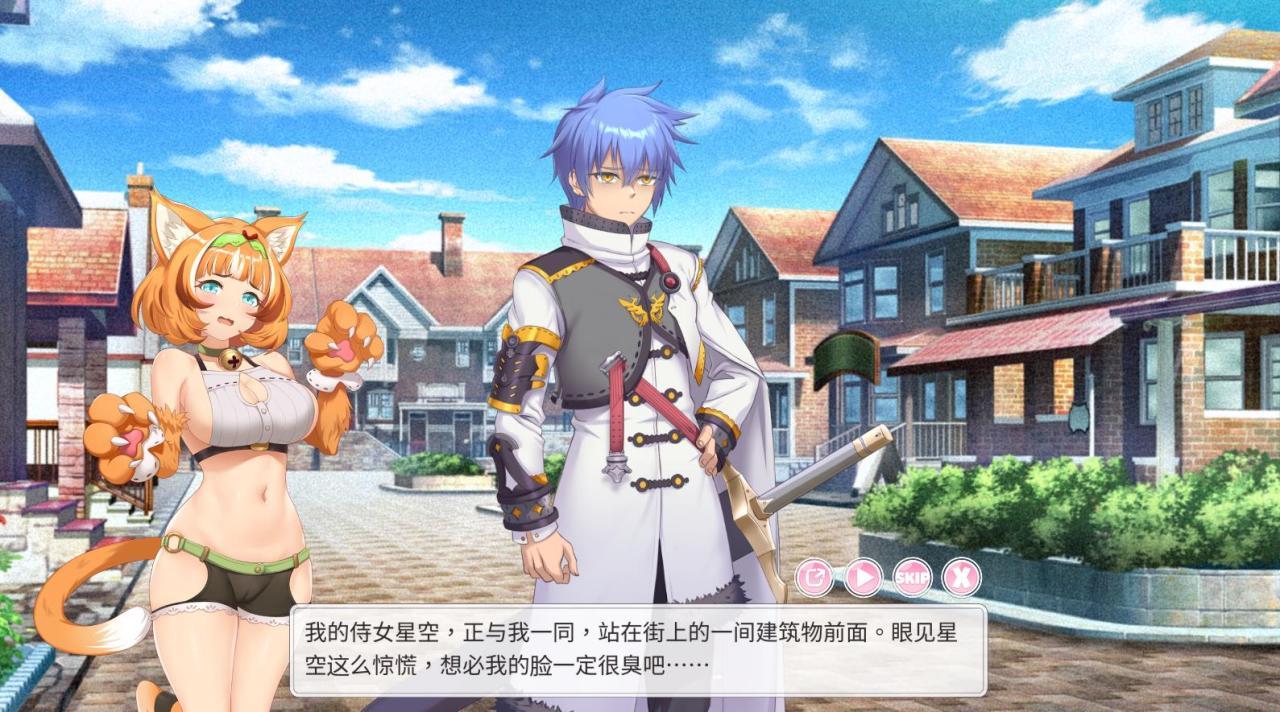 SKIP
我的侍女星空，正与我一同，站在街上的一间建筑物前面。眼见星
空这么惊慌，想必我的脸一定很臭吧⋯⋯